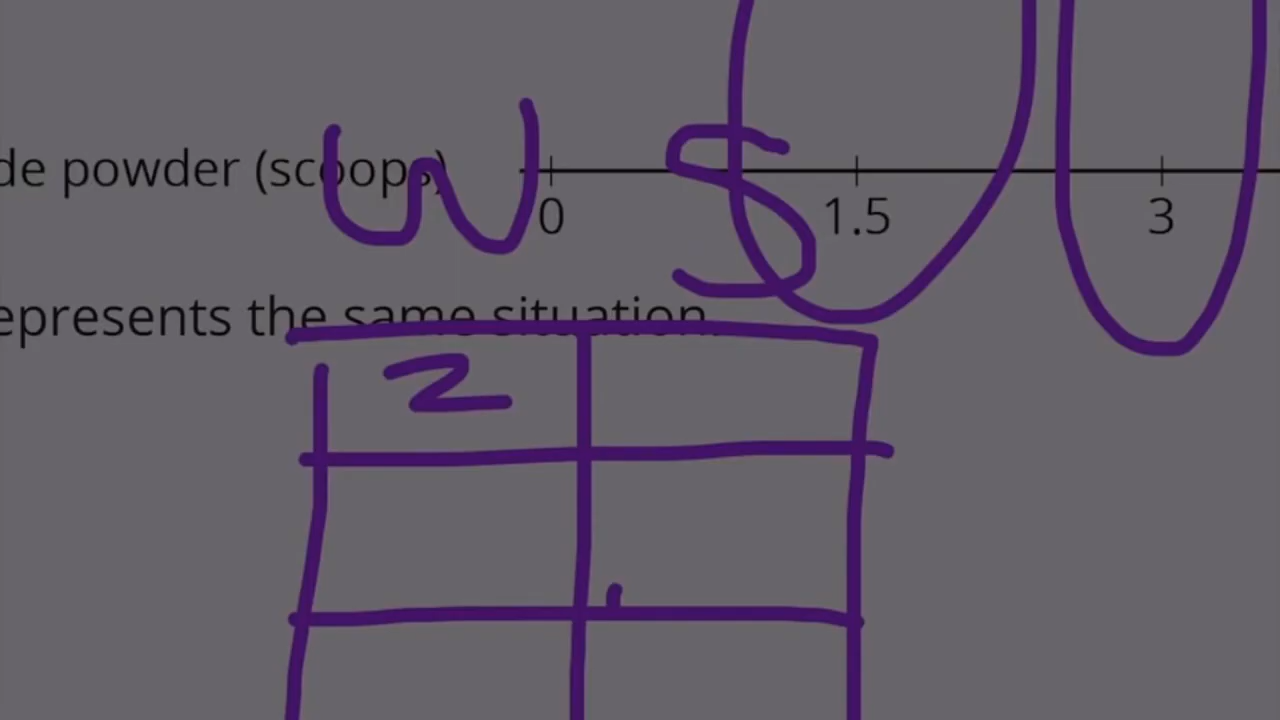 W S
de powder (scoops)
0 1.5 3
epresents the same situation.
2